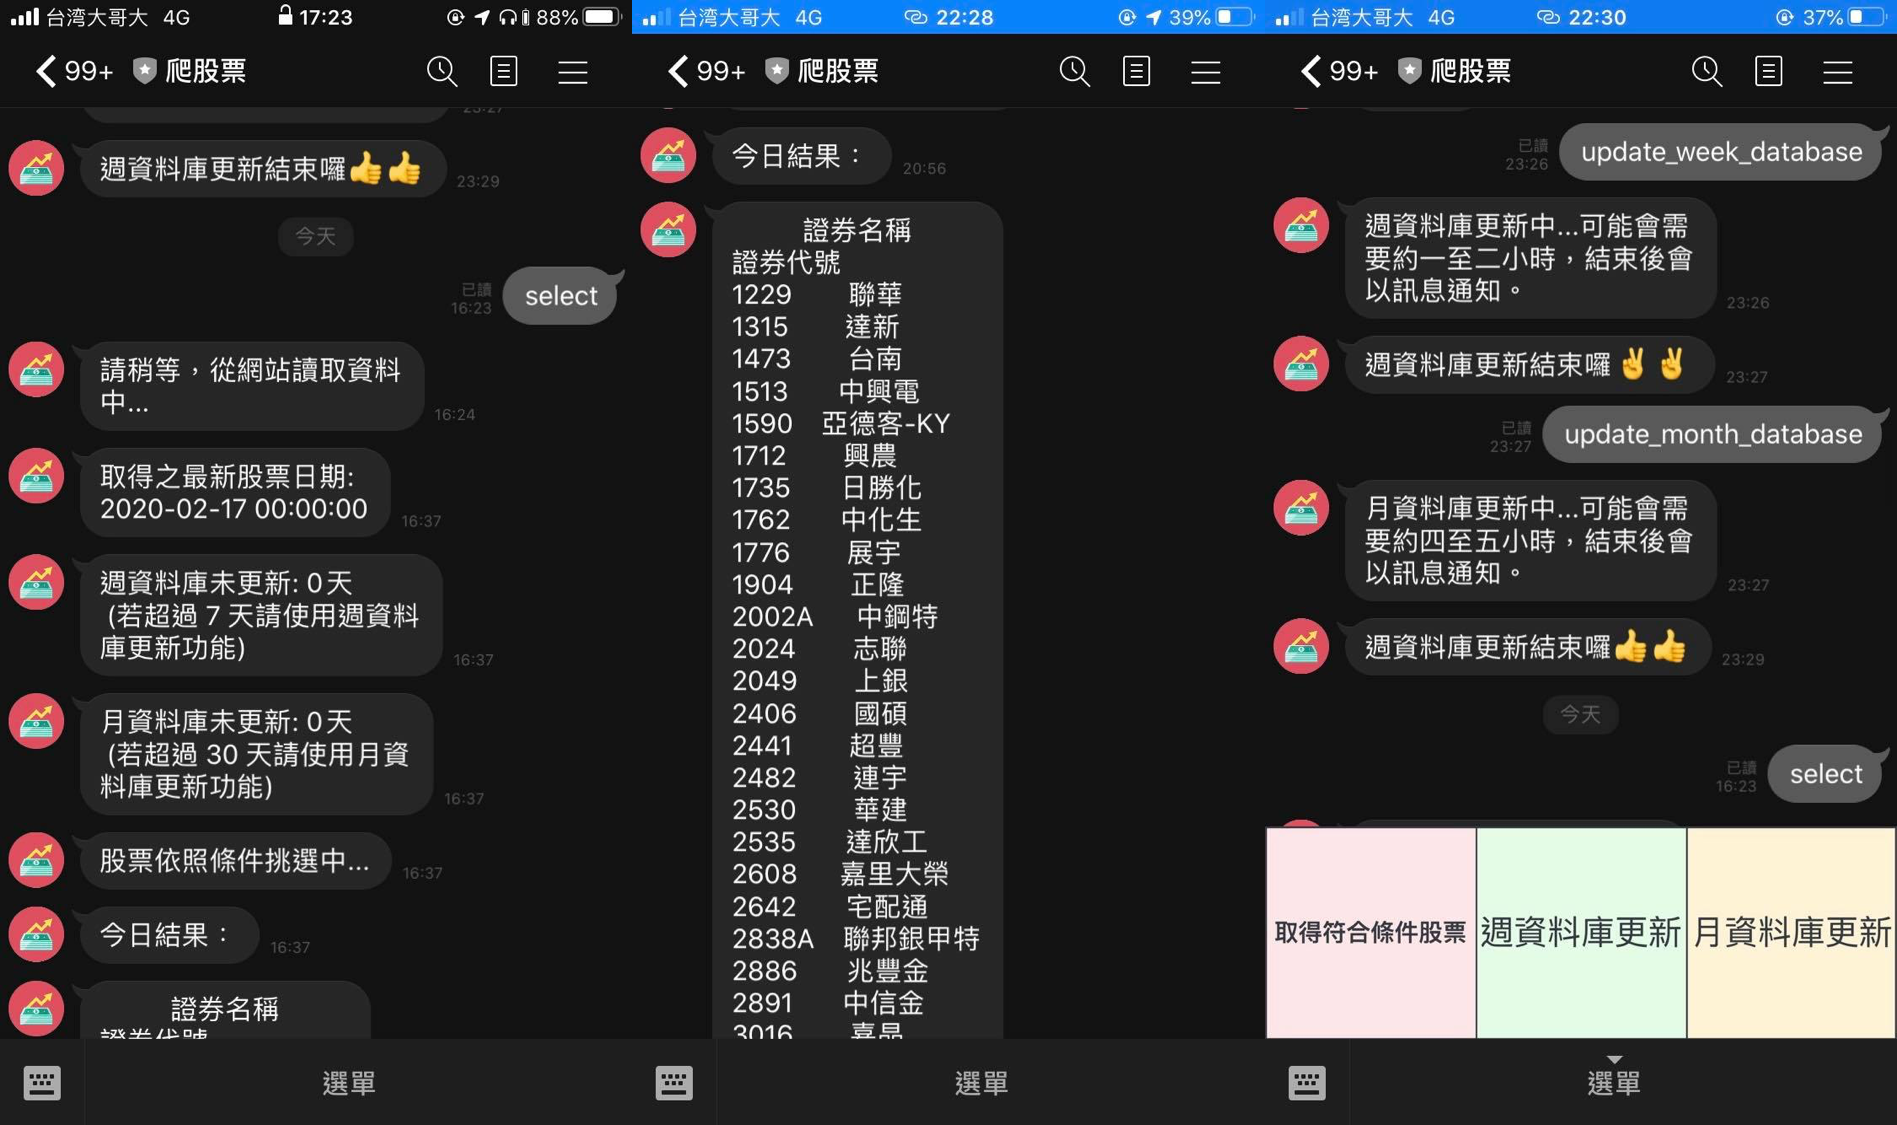 台湾大哥大 4G
17:23
88%
99+
爬股票
23:27
週資料庫更新結束囉👍👍
23:29
今天
已讀
16:23
select
請稍等，從網站讀取資料
中...
16:24
取得之最新股票日期:
2020-02-17 00:00:00
16:37
週資料庫未更新: 0 天
(若超過 7 天請使用週資料
庫更新功能)
16:37
月資料庫未更新: 0 天
(若超過 30 天請使用月資
料庫更新功能)
16:37
股票依照條件挑選中...
16:37
今日結果：
16:37
證券名稱
證券代號
選單
台湾大哥大 4G
22:28
39%
99+
爬股票
今日結果：
20:56
證券名稱
證券代號
1229 聯華
1315 達新
1473 台南
1513 中興電
1590 亞德客-KY
1712 興農
1735 日勝化
1762 中化生
1776 展宇
1904 正隆
2002A 中鋼特
2024 志聯
2049 上銀
2406 國碩
2441 超豐
2482 連宇
2530 華建
2535 達欣工
2608 嘉里大榮
2642 宅配通
2838A 聯邦銀甲特
2886 兆豐金
2891 中信金
3016 嘉晶
選單
台湾大哥大 4G
22:30
37%
99+
爬股票
已讀
23:26
update_week_database
週資料庫更新中...可能會需
要約一至二小時，結束後會
以訊息通知。
23:26
週資料庫更新結束囉✌️✌️
23:27
已讀
23:27
update_month_database
月資料庫更新中...可能會需
要約四至五小時，結束後會
以訊息通知。
23:27
週資料庫更新結束囉👍👍
23:29
今天
已讀
16:23
select
取得符合條件股票
週資料庫更新
月資料庫更新
選單